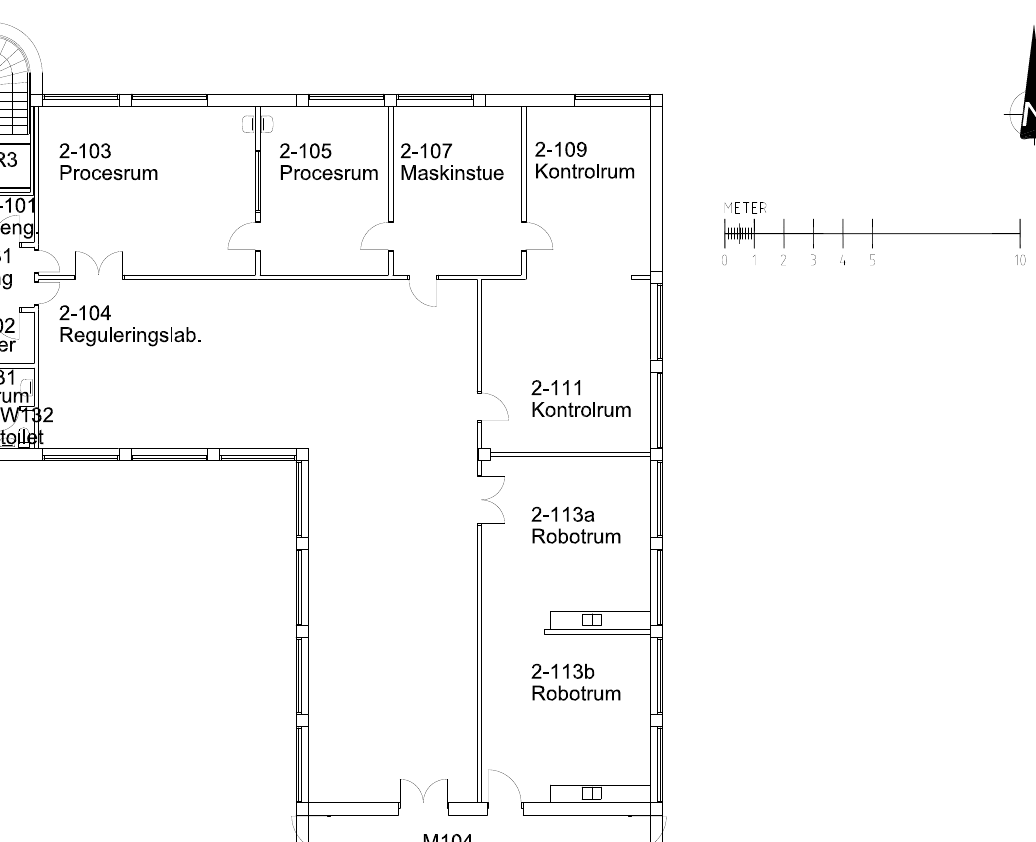 R3
2-103
Procesrum
2-105
Procesrum
2-107
Maskinstue
2-109
Kontrolrum
N
-101
eng.
METER
0 1 2 3 4 5 10
2-104
Reguleringslab.
02
er
2-111
Kontrolrum
rum
W132
toilet
2-113a
Robotrum
2-113b
Robotrum
M104